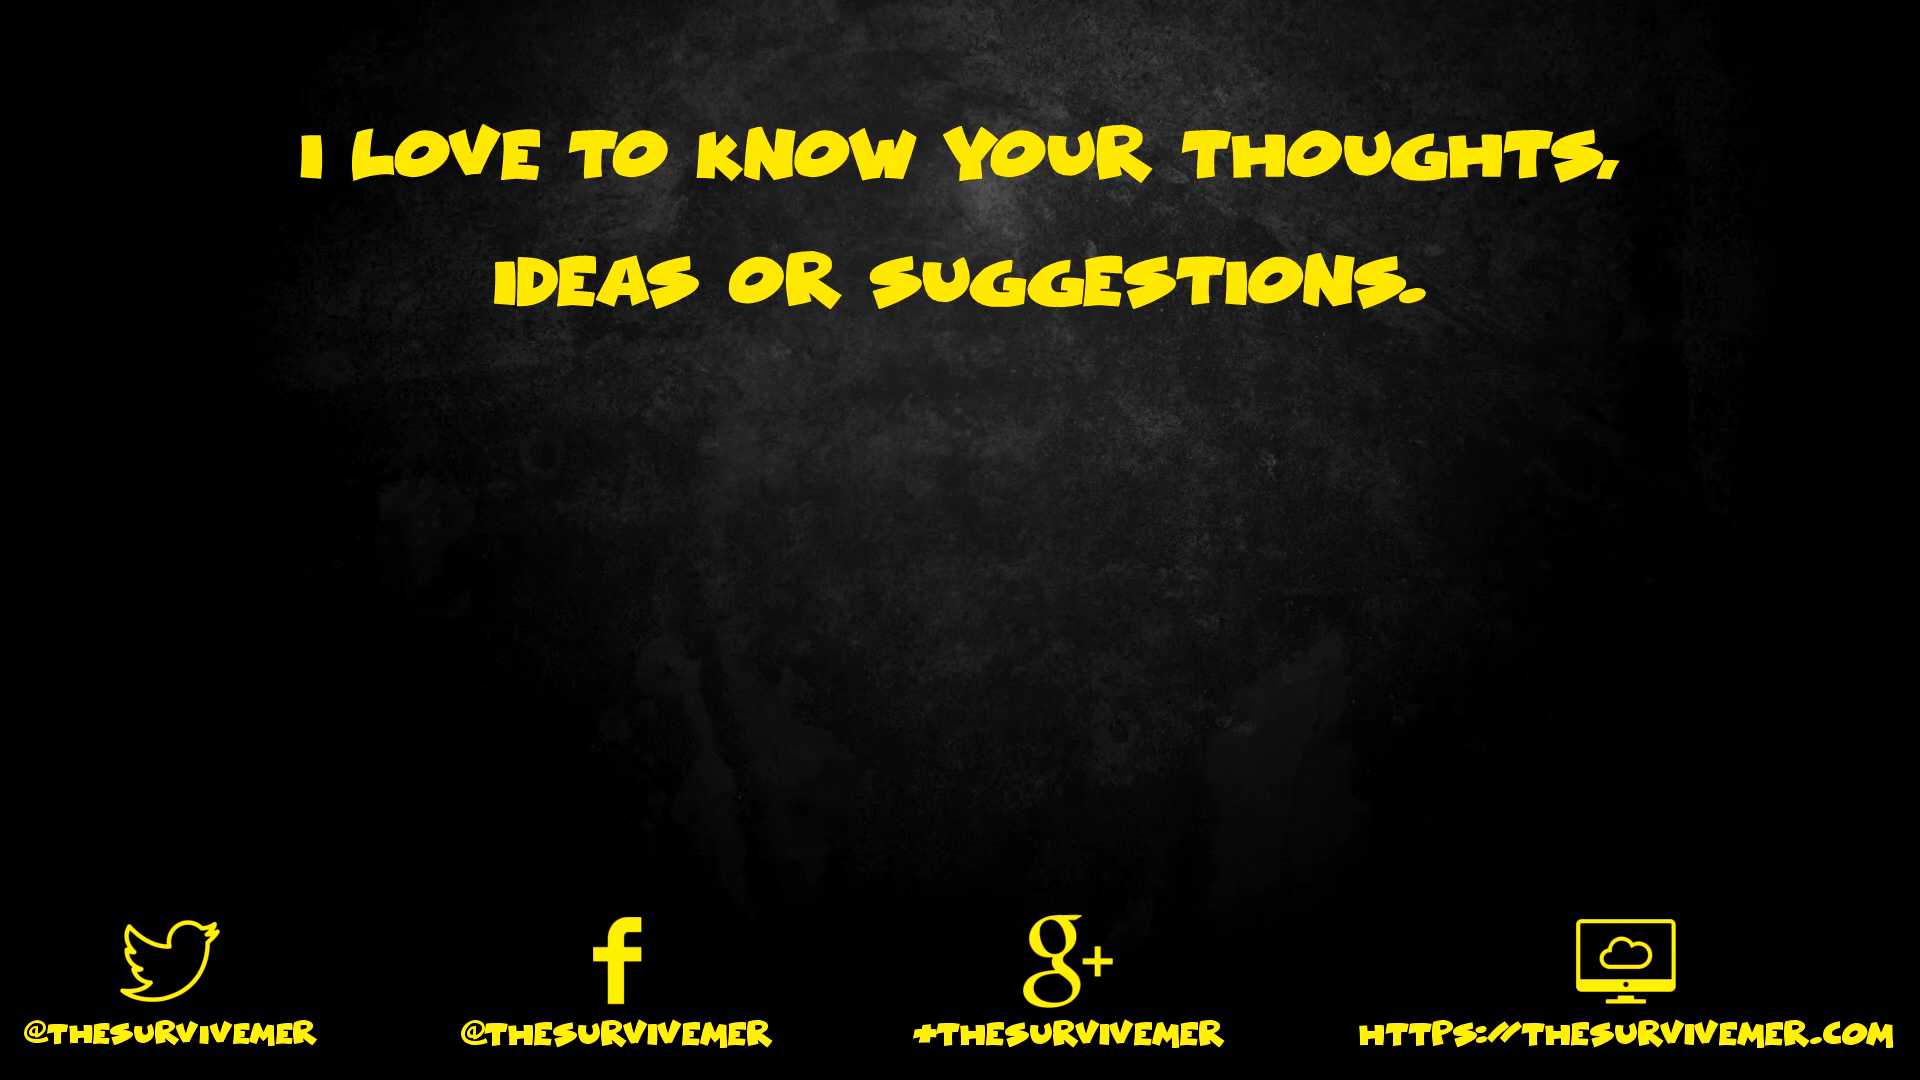 I LOVE TO KNOW YOUR THOUGHTS,
IDEAS OR SUGGESTIONS.
g+
@THESURVIVEMER
@THESURVIVEMER
+THESURVIVEMER
HTTPS://THESURVIVEMER.COM